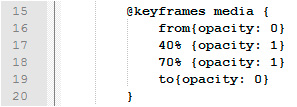 15 @keyframes media {
16 from{opacity: 0}
17 40% {opacity: 1}
18 70% {opacity: 1}
19 to{opacity: 0}
20 }